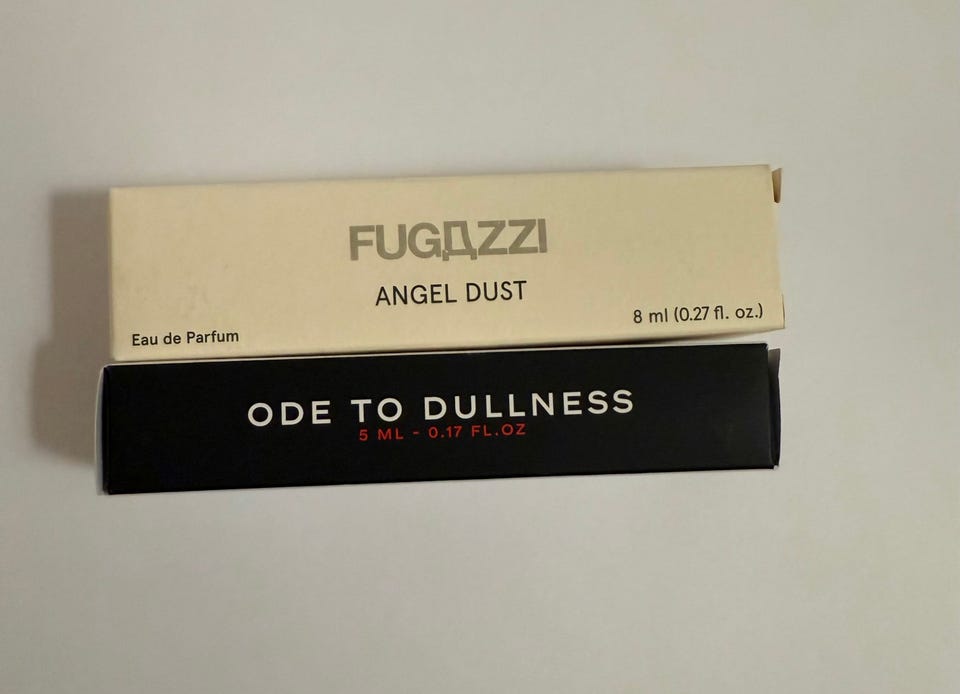 FUGAZZI
ANGEL DUST
Eau de Parfum
8 ml (0.27 fl. oz.)
ODE TO DULLNESS
5 ML - 0.17 FL.OZ